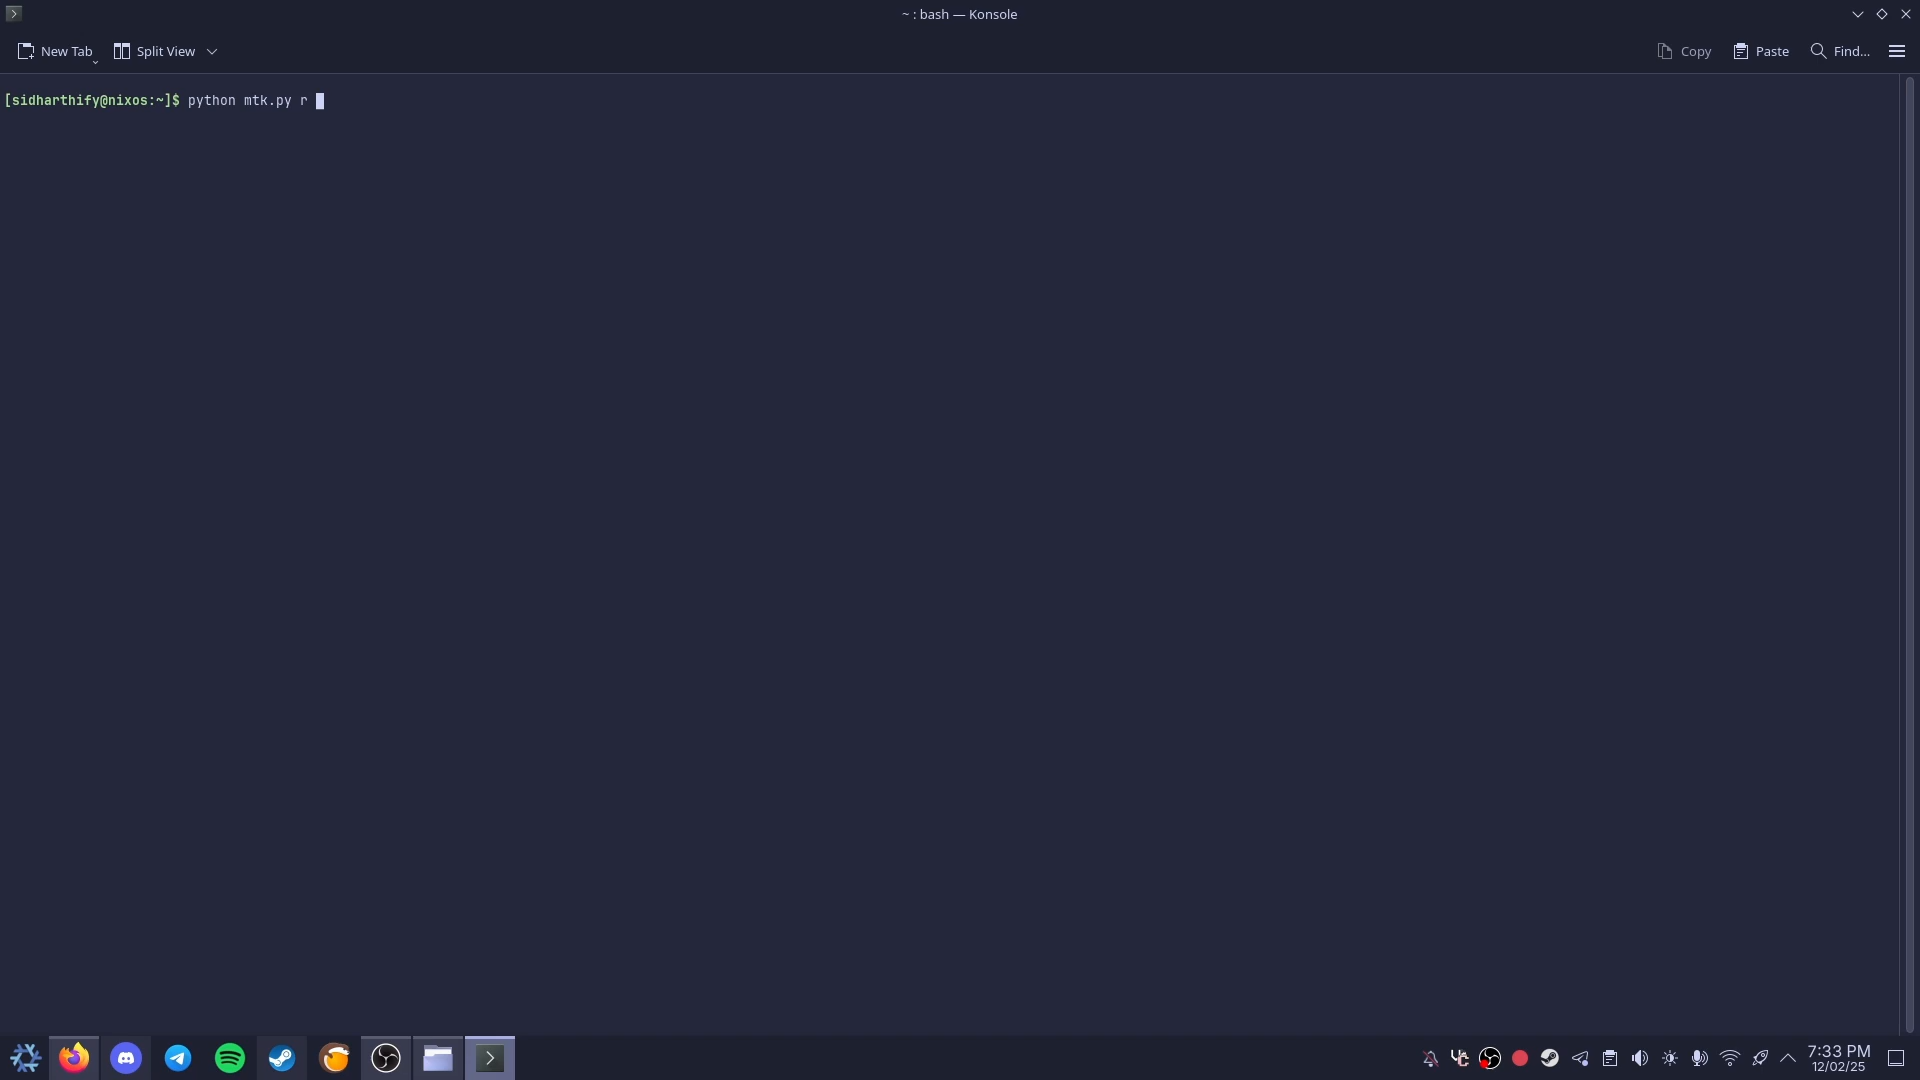 ~ : bash — Konsole
New Tab
Split View
Copy
Paste
Find...
[sidharthify@nixos:~]$ python mtk.py r
7:33 PM
12/02/25